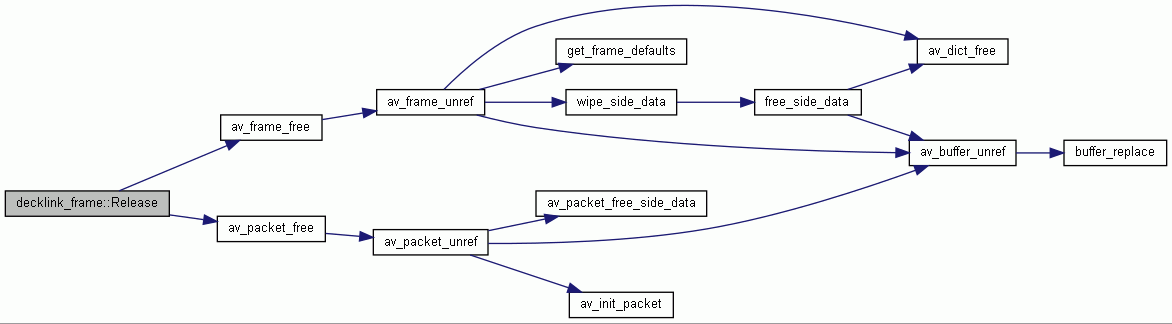 av_dict_free
get_frame_defaults
av_frame_unref
wipe_side_data
free_side_data
av_frame_free
av_buffer_unref
buffer_replace
decklink_frame::Release
av_packet_free_side_data
av_packet_free
av_packet_unref
av_init_packet